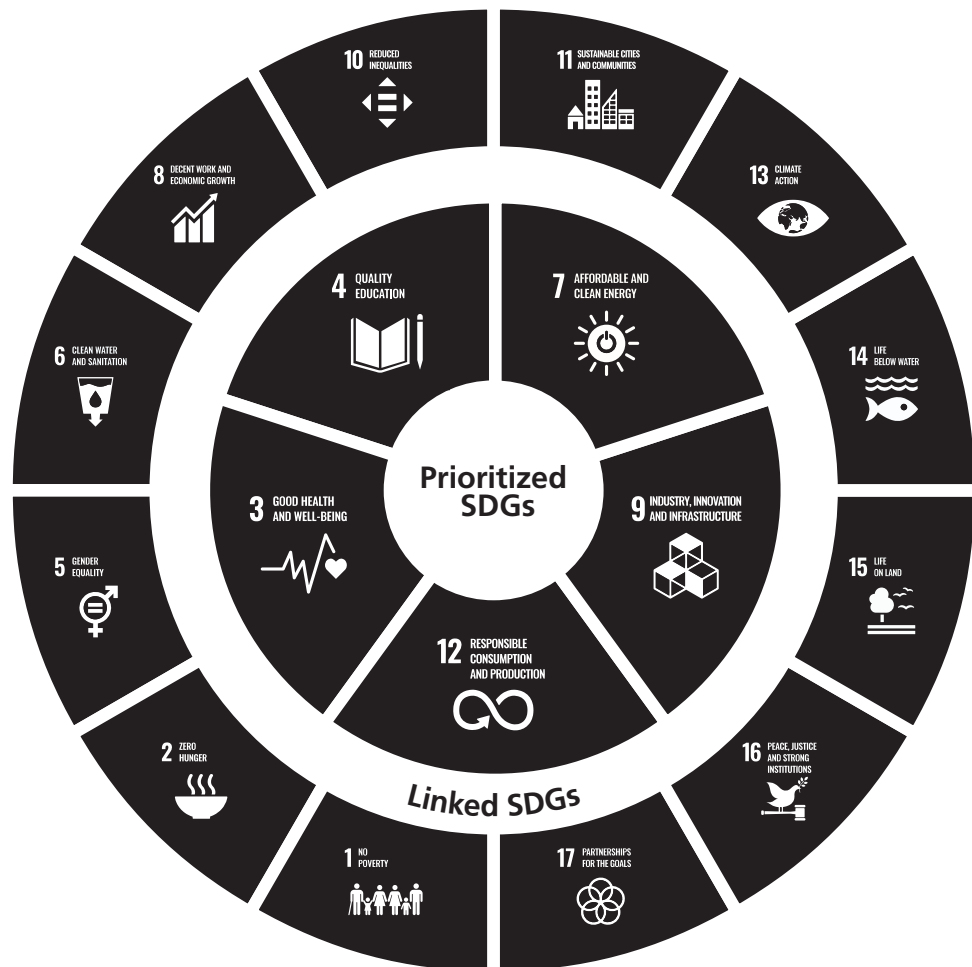 10 REDUCED
INEQUALITIES
11 SUSTAINABLE CITIES
AND COMMUNITIES
13 CLIMATE
ACTION
14 LIFE
BELOW WATER
15 LIFE
ON LAND
16 PEACE, JUSTICE
AND STRONG
INSTITUTIONS
17 PARTNERSHIPS
FOR THE GOALS
1 NO
POVERTY
2 ZERO
HUNGER
5 GENDER
EQUALITY
6 CLEAN WATER
AND SANITATION
8 DECENT WORK AND
ECONOMIC GROWTH
Linked SDGs
4 QUALITY
EDUCATION
7 AFFORDABLE AND
CLEAN ENERGY
9 INDUSTRY, INNOVATION
AND INFRASTRUCTURE
12 RESPONSIBLE
CONSUMPTION
AND PRODUCTION
3 GOOD HEALTH
AND WELL-BEING
Prioritized
SDGs